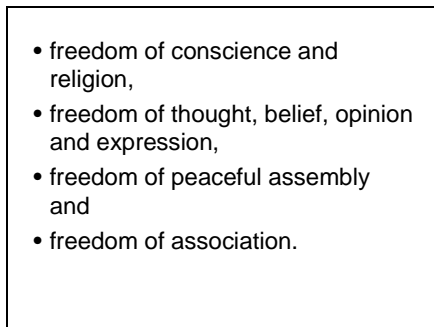 • freedom of conscience and
religion,
• freedom of thought, belief, opinion
and expression,
• freedom of peaceful assembly
and
• freedom of association.